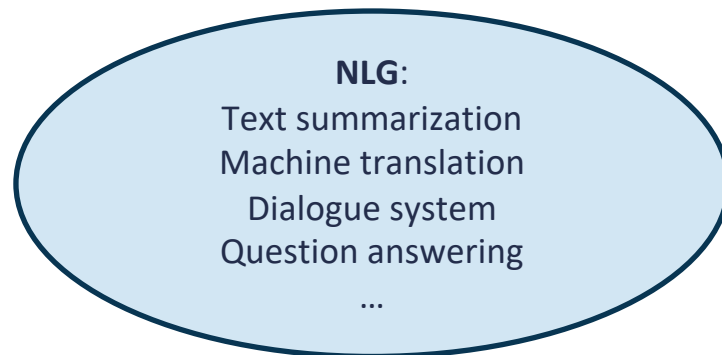 NLG:
Text summarization
Machine translation
Dialogue system
Question answering
...